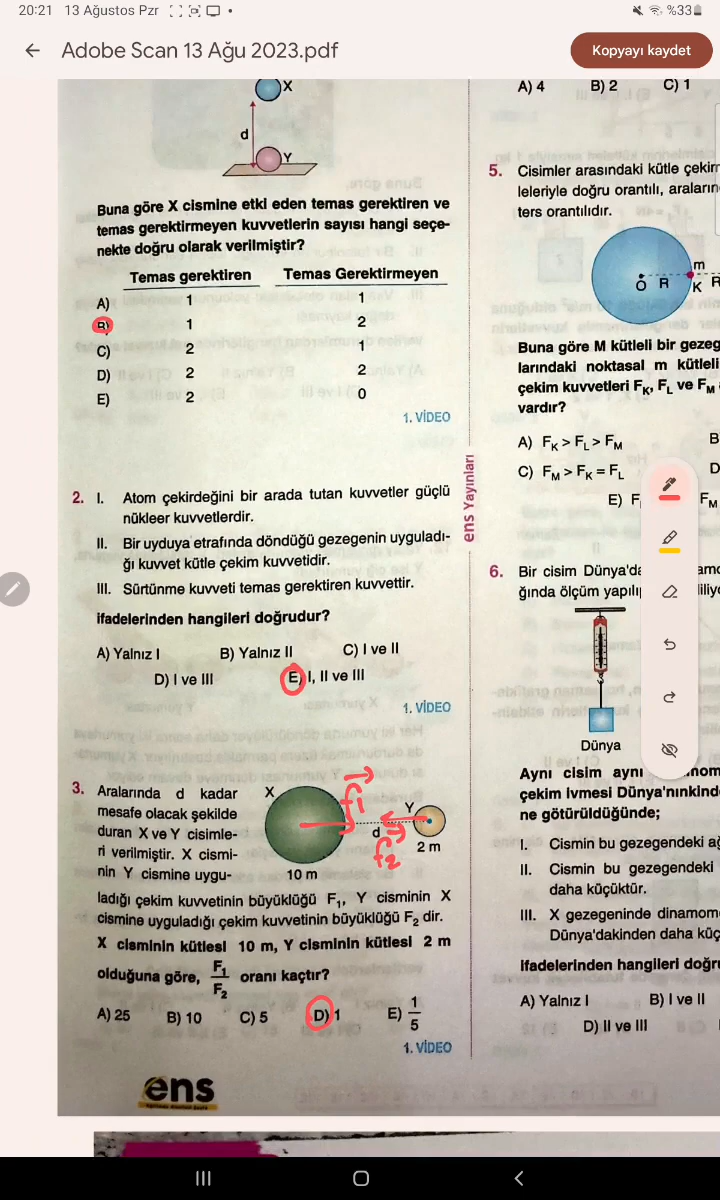 20:21 13 Ağustos Pzr
%33
Adobe Scan 13 Ağu 2023.pdf
Kopyayı kaydet
X
d
Y
Buna göre X cismine etki eden temas gerektiren ve
temas gerektirmeyen kuvvetlerin sayısı hangi seçe-
nekte doğru olarak verilmiştir?
Temas gerektiren Temas Gerektirmeyen
A) 1 1
B) 1 2
C) 2 1
D) 2 2
E) 2 0
1. VİDEO
2. I. Atom çekirdeğini bir arada tutan kuvvetler güçlü
nükleer kuvvetlerdir.
II. Bir uyduya etrafında döndüğü gezegenin uyguladı-
ğı kuvvet kütle çekim kuvvetidir.
III. Sürtünme kuvveti temas gerektiren kuvvettir.
ifadelerinden hangileri doğrudur?
A) Yalnız I B) Yalnız II C) I ve II
D) I ve III E) I, II ve III
1. VİDEO
3. Aralarında d kadar
mesafe olacak şekilde
duran X ve Y cisimle-
ri verilmiştir. X cismi-
nin Y cismine uygu-
X
f1
Y
d
f2
10 m
2 m
ladığı çekim kuvvetinin büyüklüğü F₁, Y cisminin X
cismine uyguladığı çekim kuvvetinin büyüklüğü F₂ dir.
X cisminin kütlesi 10 m, Y cisminin kütlesi 2 m
olduğuna göre, F₁/F₂ oranı kaçtır?
A) 25 B) 10 C) 5 D) 1 E) 1/5
1. VİDEO
ens
ens Yayınları
A) 4 B) 2 C) 1
5. Cisimler arasındaki kütle çekim
leleriyle doğru orantılı, araların
ters orantılıdır.
m
O R K R
Buna göre M kütleli bir gezeg
larındaki noktasal m kütleli
çekim kuvvetleri FK, FL ve FM
vardır?
A) FK > FL > FM B
C) FM > FK = FL D
E) F FM
6. Bir cisim Dünya'da
ğında ölçüm yapılı
Dünya
Aynı cisim aynı
çekim ivmesi Dünya'nınkind
ne götürüldüğünde;
I. Cismin bu gezegendeki ağ
II. Cismin bu gezegendeki
daha küçüktür.
III. X gezegeninde dinamom
Dünya'dakinden daha küç
ifadelerinden hangileri doğru
A) Yalnız I B) I ve II
D) II ve III